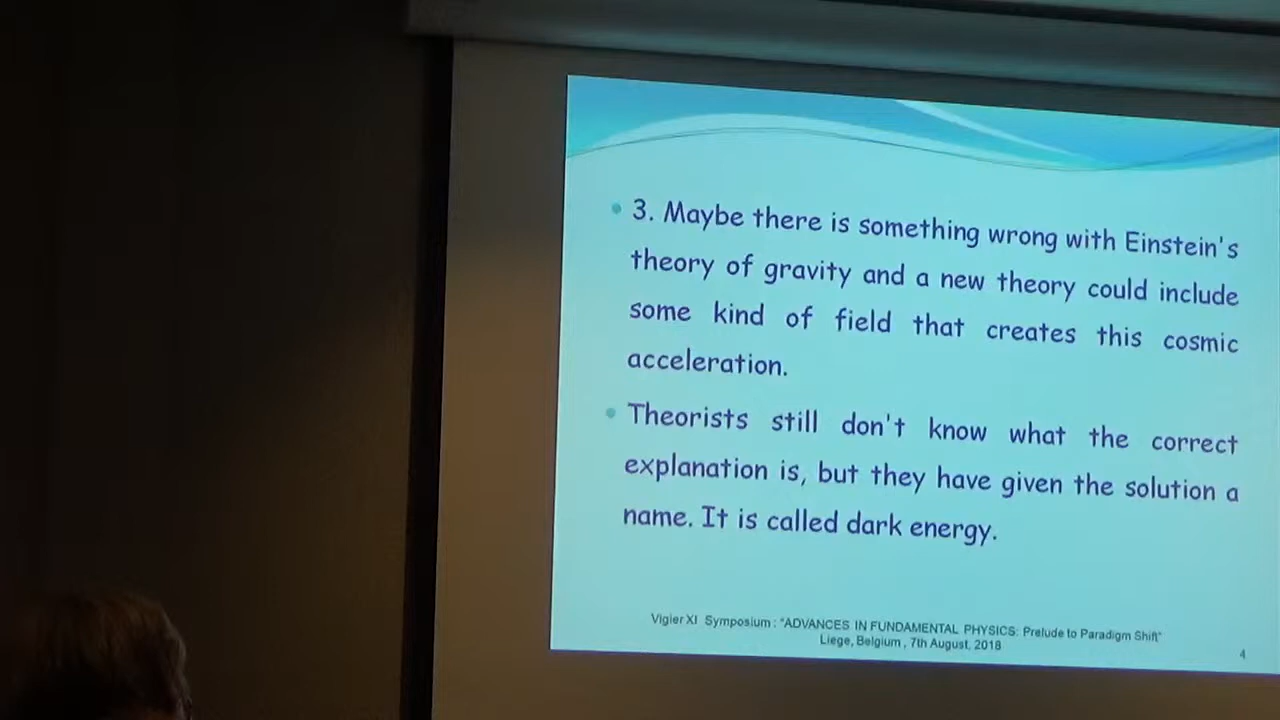 • 3. Maybe there is something wrong with Einstein's
theory of gravity and a new theory could include
some kind of field that creates this cosmic
acceleration.
• Theorists still don't know what the correct
explanation is, but they have given the solution a
name. It is called dark energy.
Vigier XI Symposium : "ADVANCES IN FUNDAMENTAL PHYSICS: Prelude to Paradigm Shift"
Liege, Belgium , 7th August, 2018
4